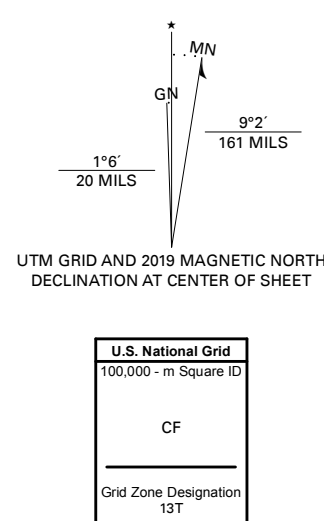 ★
MN
GN
9°2´
161 MILS
1°6´
20 MILS
UTM GRID AND 2019 MAGNETIC NORTH
DECLINATION AT CENTER OF SHEET
U.S. National Grid
100,000 - m Square ID
CF
Grid Zone Designation
13T